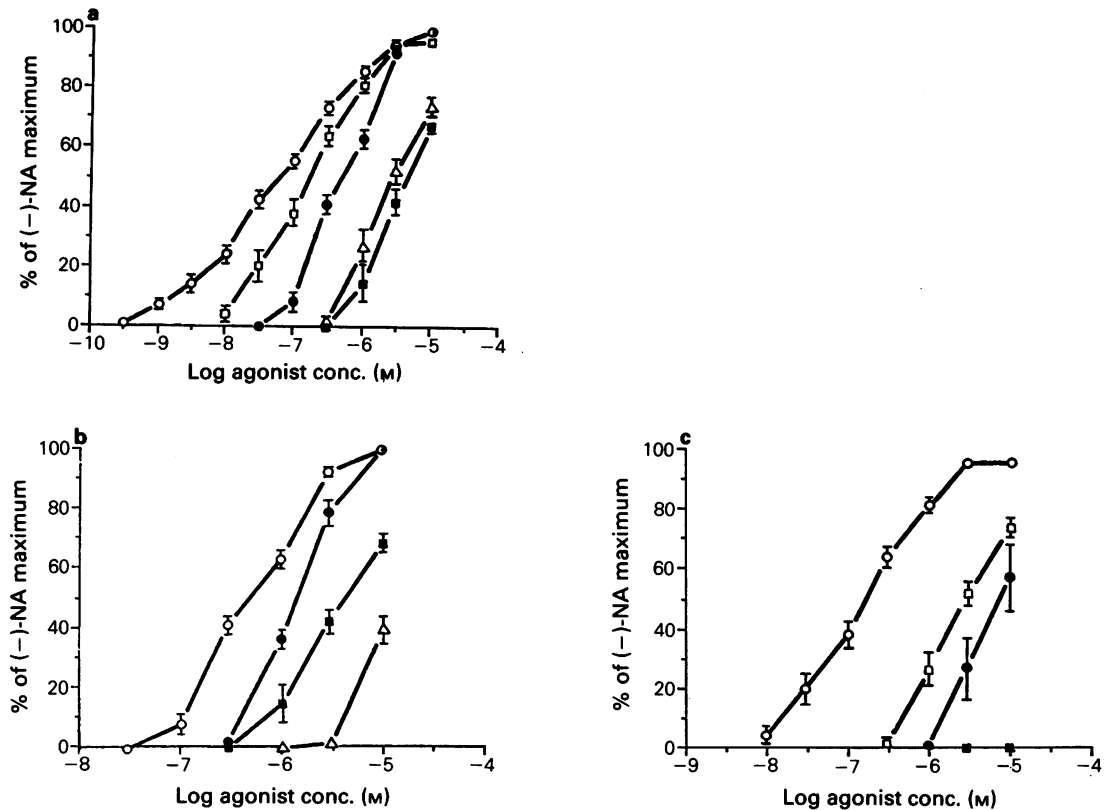 a
% of (−)-NA maximum
100
80
60
40
20
0
−10 −9 −8 −7 −6 −5 −4
Log agonist conc. (M)
b
% of (−)-NA maximum
100
80
60
40
20
0
−8 −7 −6 −5 −4
Log agonist conc. (M)
c
% of (−)-NA maximum
100
80
60
40
20
0
−9 −8 −7 −6 −5 −4
Log agonist conc. (M)